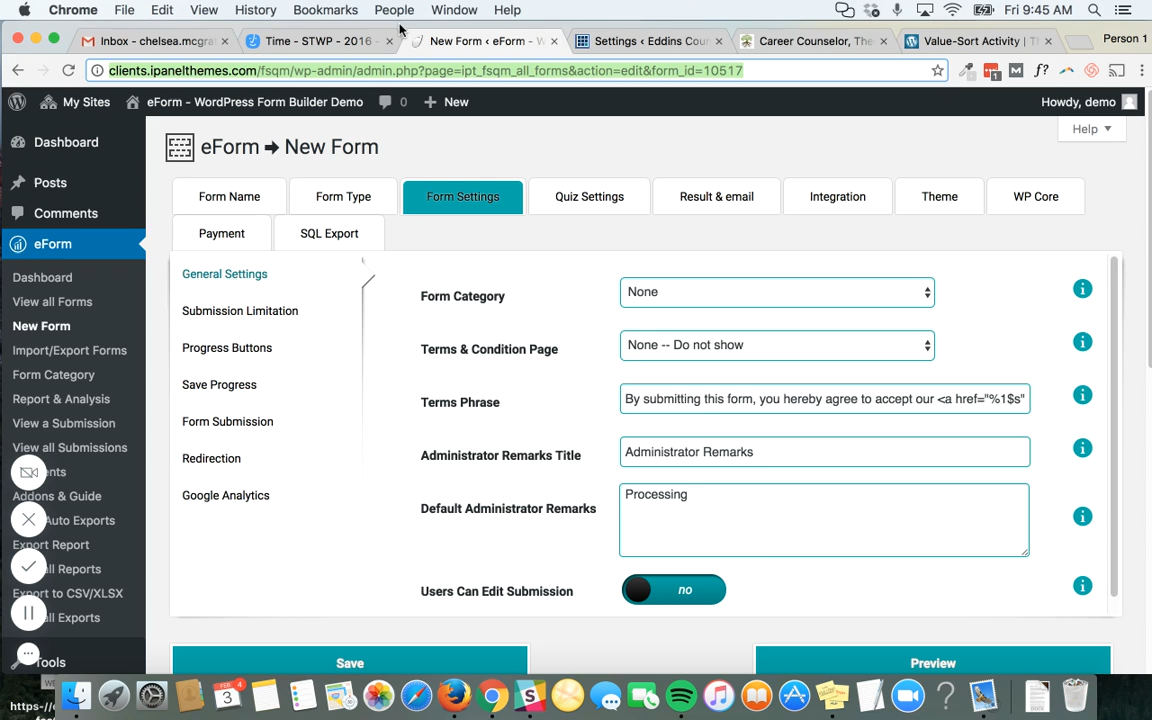 Chrome File Edit View History Bookmarks People Window Help Fri 9:45 AM
Inbox - chelsea.mcgra Time - STWP - 2016 - New Form ‹ eForm - W Settings ‹ Eddins Cou Career Counselor, The Value-Sort Activity | T Person 1
clients.ipanelthemes.com/fsqm/wp-admin/admin.php?page=ipt_fsqm_all_forms&action=edit&form_id=10517
My Sites eForm - WordPress Form Builder Demo 0 + New Howdy, demo
Help
Dashboard
Posts
Comments
eForm
Dashboard
View all Forms
New Form
Import/Export Forms
Form Category
Report & Analysis
View a Submission
View all Submissions
Addons & Guide
Auto Exports
Export Report
all Reports
Export to CSV/XLSX
all Exports
Tools
eForm New Form
Form Name Form Type Form Settings Quiz Settings Result & email Integration Theme WP Core
Payment SQL Export
General Settings
Submission Limitation
Progress Buttons
Save Progress
Form Submission
Redirection
Google Analytics
Form Category None
Terms & Condition Page None -- Do not show
Terms Phrase By submitting this form, you hereby agree to accept our <a href="%1$s"
Administrator Remarks Title Administrator Remarks
Default Administrator Remarks Processing
Users Can Edit Submission no
Save Preview
FEB 4
3